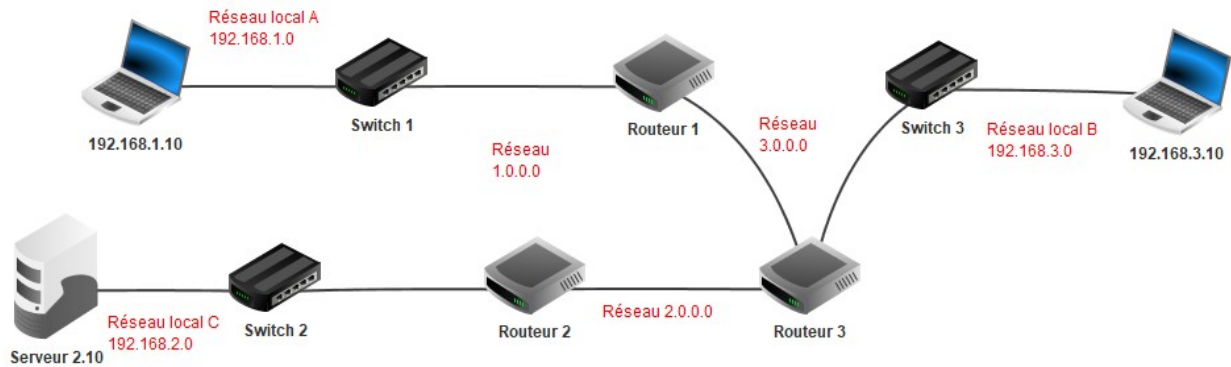 Réseau local A
192.168.1.0
192.168.1.10
Switch 1
Routeur 1
Réseau
1.0.0.0
Réseau
3.0.0.0
Switch 3
Réseau local B
192.168.3.0
192.168.3.10
Serveur 2.10
Réseau local C
192.168.2.0
Switch 2
Routeur 2
Réseau 2.0.0.0
Routeur 3